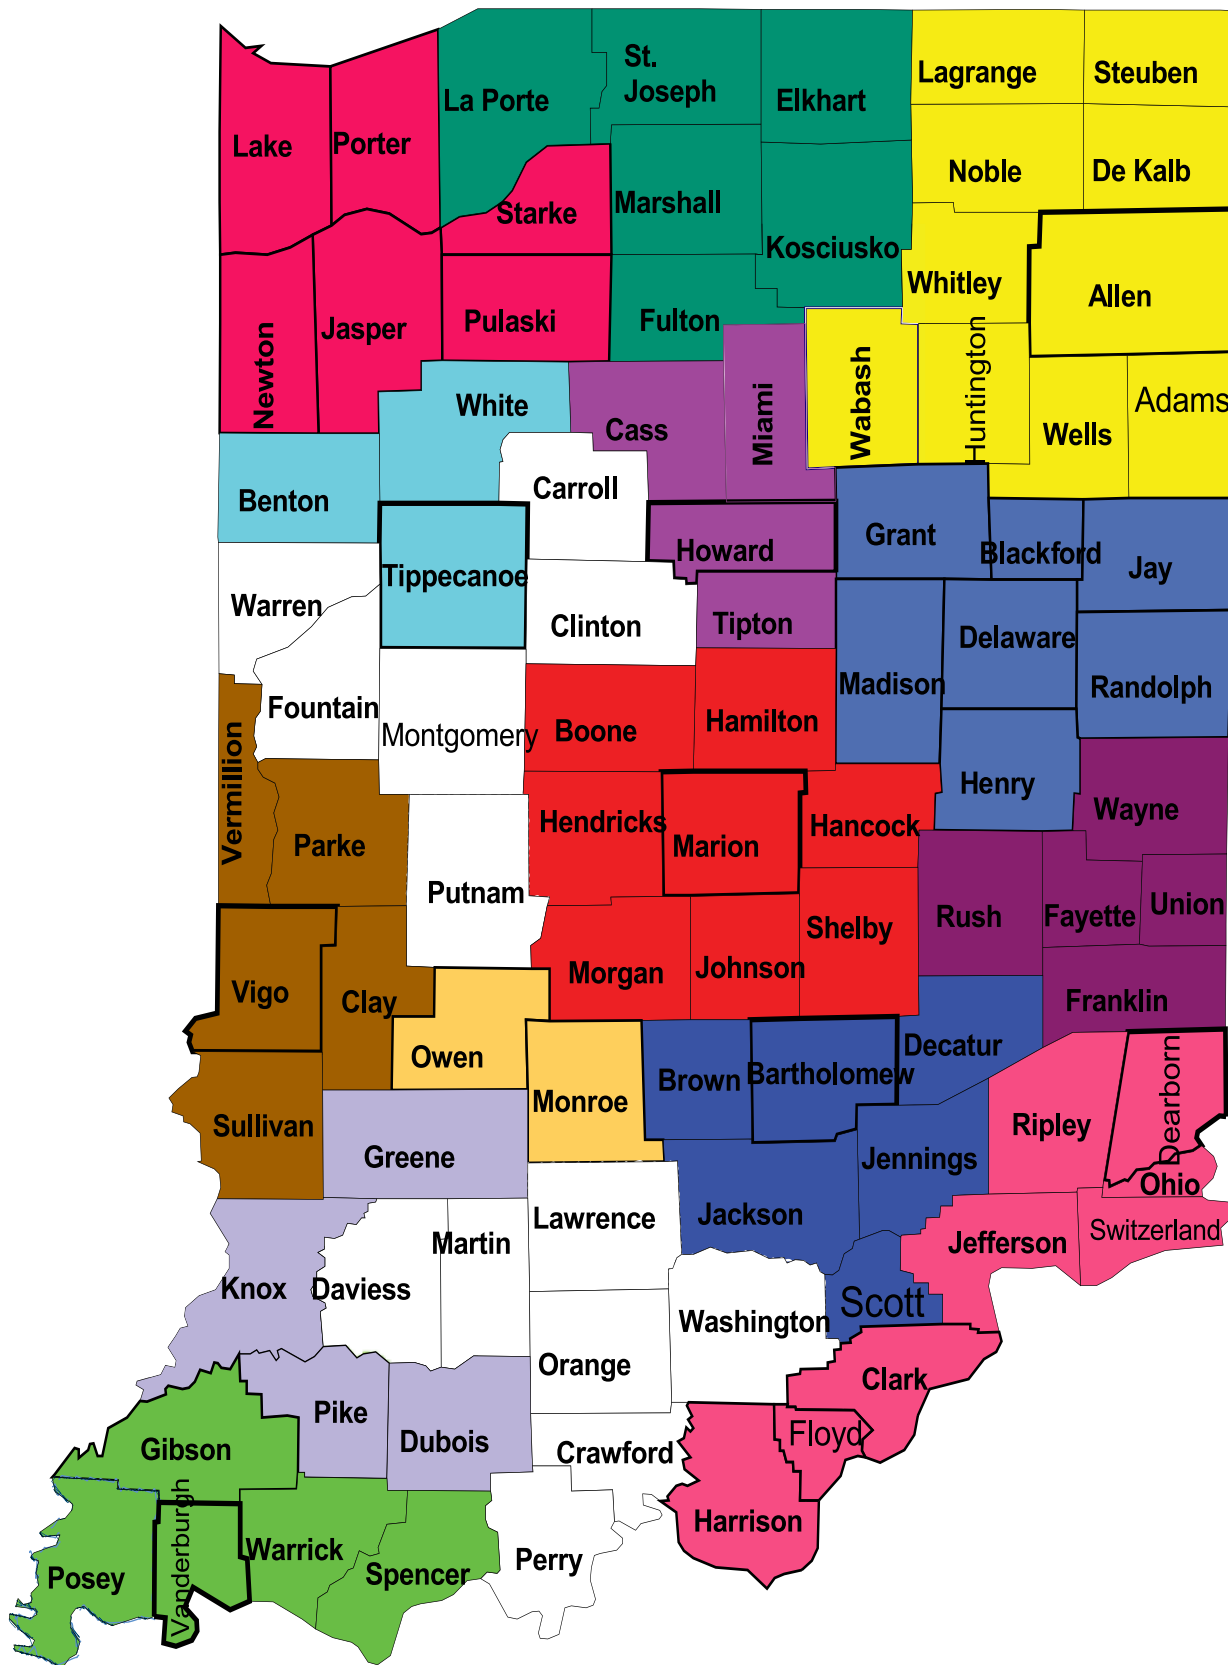 St.
Joseph
Lagrange
Steuben
La Porte
Elkhart
Lake
Porter
Noble
De Kalb
Starke
Marshall
Kosciusko
Whitley
Allen
Newton
Jasper
Pulaski
Fulton
White
Cass
Miami
Wabash
Huntington
Wells
Adams
Benton
Carroll
Tippecanoe
Howard
Grant
Blackford
Jay
Warren
Clinton
Tipton
Delaware
Madison
Randolph
Fountain
Montgomery
Boone
Hamilton
Vermillion
Henry
Wayne
Parke
Hendricks
Marion
Hancock
Putnam
Rush
Fayette
Union
Vigo
Clay
Morgan
Johnson
Shelby
Franklin
Owen
Monroe
Brown
Bartholomew
Decatur
Sullivan
Greene
Jennings
Ripley
Dearborn
Ohio
Lawrence
Jackson
Martin
Jefferson
Switzerland
Knox
Daviess
Washington
Scott
Orange
Clark
Pike
Dubois
Crawford
Floyd
Gibson
Harrison
Posey
Vanderburgh
Warrick
Spencer
Perry